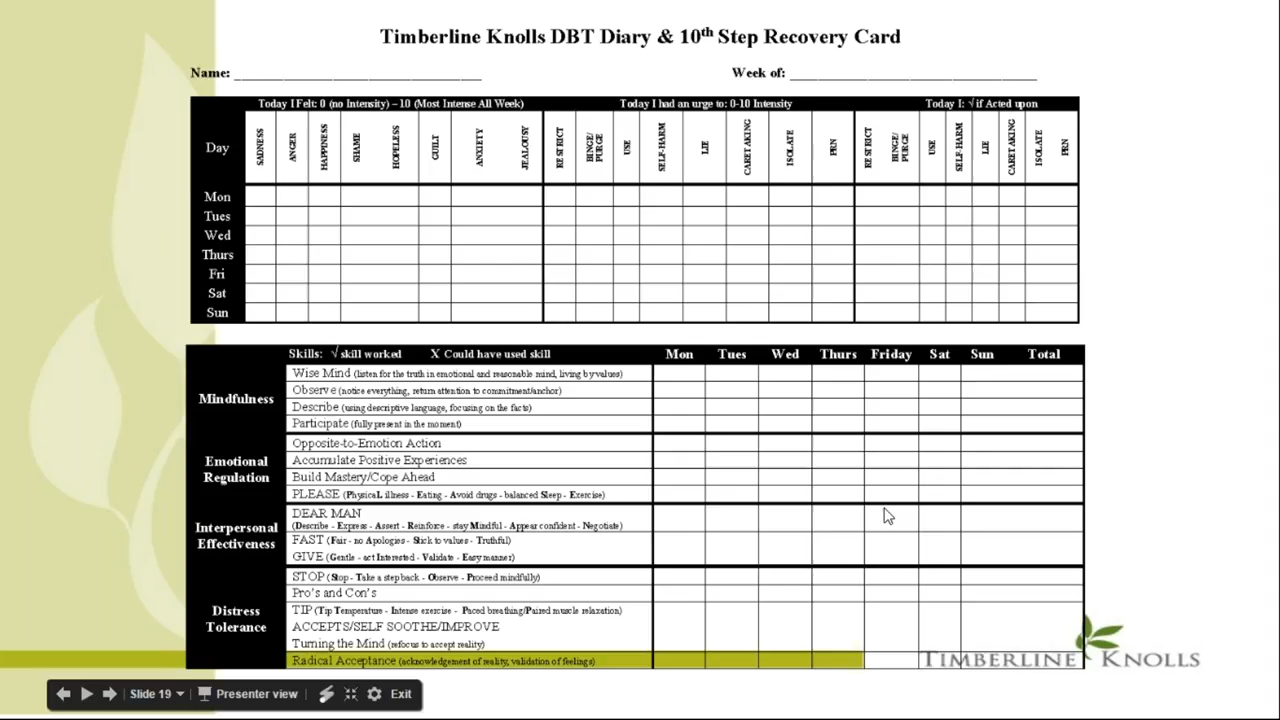 Timberline Knolls DBT Diary & 10th Step Recovery Card
Name: Week of:
Today I Felt: 0 (no Intensity) – 10 (Most Intense All Week) Today I had an urge to: 0-10 Intensity Today I: √ if Acted upon
Day SADNESS ANGER HAPPINESS SHAME HOPELESS GUILT ANXIETY JEALOUSY RESTRICT BINGE/PURGE USE SELF-HARM LIE CARETAKING ISOLATE PRN RESTRICT BINGE/PURGE USE SELF-HARM LIE CARETAKING ISOLATE PRN
Mon
Tues
Wed
Thurs
Fri
Sat
Sun
Skills: √ skill worked X Could have used skill Mon Tues Wed Thurs Friday Sat Sun Total
Mindfulness
Wise Mind (listen for the truth in emotional and reasonable mind, living by values)
Observe (notice everything, return attention to commitment/anchor)
Describe (using descriptive language, focusing on the facts)
Participate (fully present in the moment)
Emotional
Regulation
Opposite-to-Emotion Action
Accumulate Positive Experiences
Build Mastery/Cope Ahead
PLEASE (PhysicaL illness - Eating - Avoid drugs - balanced Sleep - Exercise)
Interpersonal
Effectiveness
DEAR MAN
(Describe - Express - Assert - Reinforce - stay Mindful - Appear confident - Negotiate)
FAST (Fair - no Apologies - Stick to values - Truthful)
GIVE (Gentle - act Interested - Validate - Easy manner)
Distress
Tolerance
STOP (Stop - Take a step back - Observe - Proceed mindfully)
Pro's and Con's
TIP (Tip Temperature - Intense exercise - Paced breathing/Paired muscle relaxation)
ACCEPTS/SELF SOOTHE/IMPROVE
Turning the Mind (refocus to accept reality)
Radical Acceptance (acknowledgement of reality, validation of feelings)
TIMBERLINE KNOLLS
Slide 19 Presenter view Exit